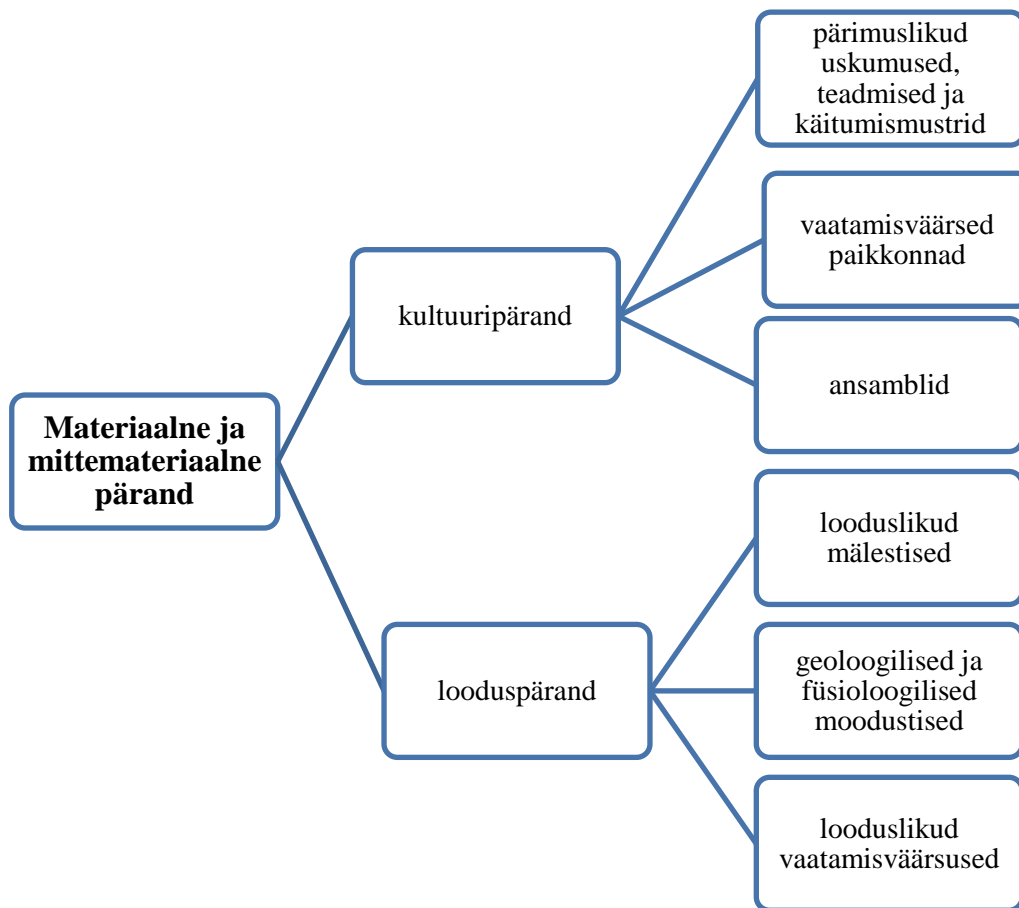 Materiaalne ja
mittemateriaalne
pärand
kultuuripärand
pärimuslikud
uskumused,
teadmised ja
käitumismustrid
vaatamisväärsed
paikkonnad
ansamblid
looduspärand
looduslikud
mälestised
geoloogilised ja
füsioloogilised
moodustised
looduslikud
vaatamisväärsused